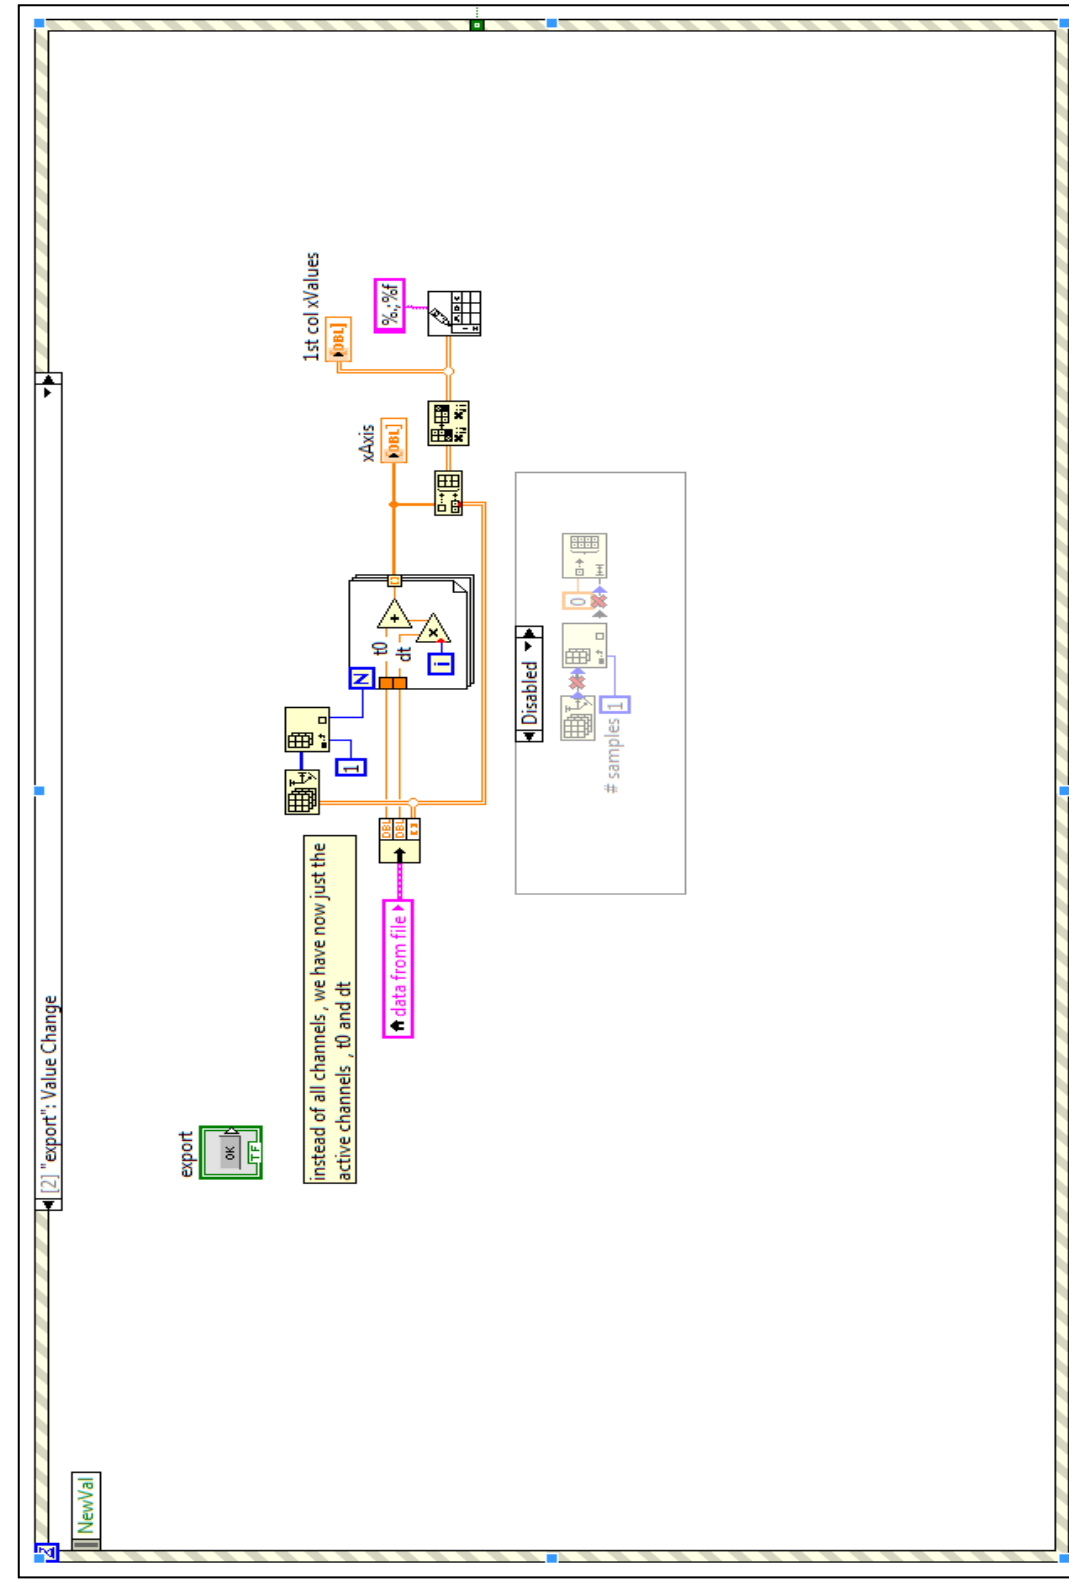 [2] "export": Value Change
NewVal
export
OK
TF
instead of all channels, we have now just the
active channels , t0 and dt
data from file
DBL
DBL
1
N
t0
dt
i
+
x
xAxis
DBL]
1st col xValues
DBL]
%.;%f
Disabled
# samples
1
0